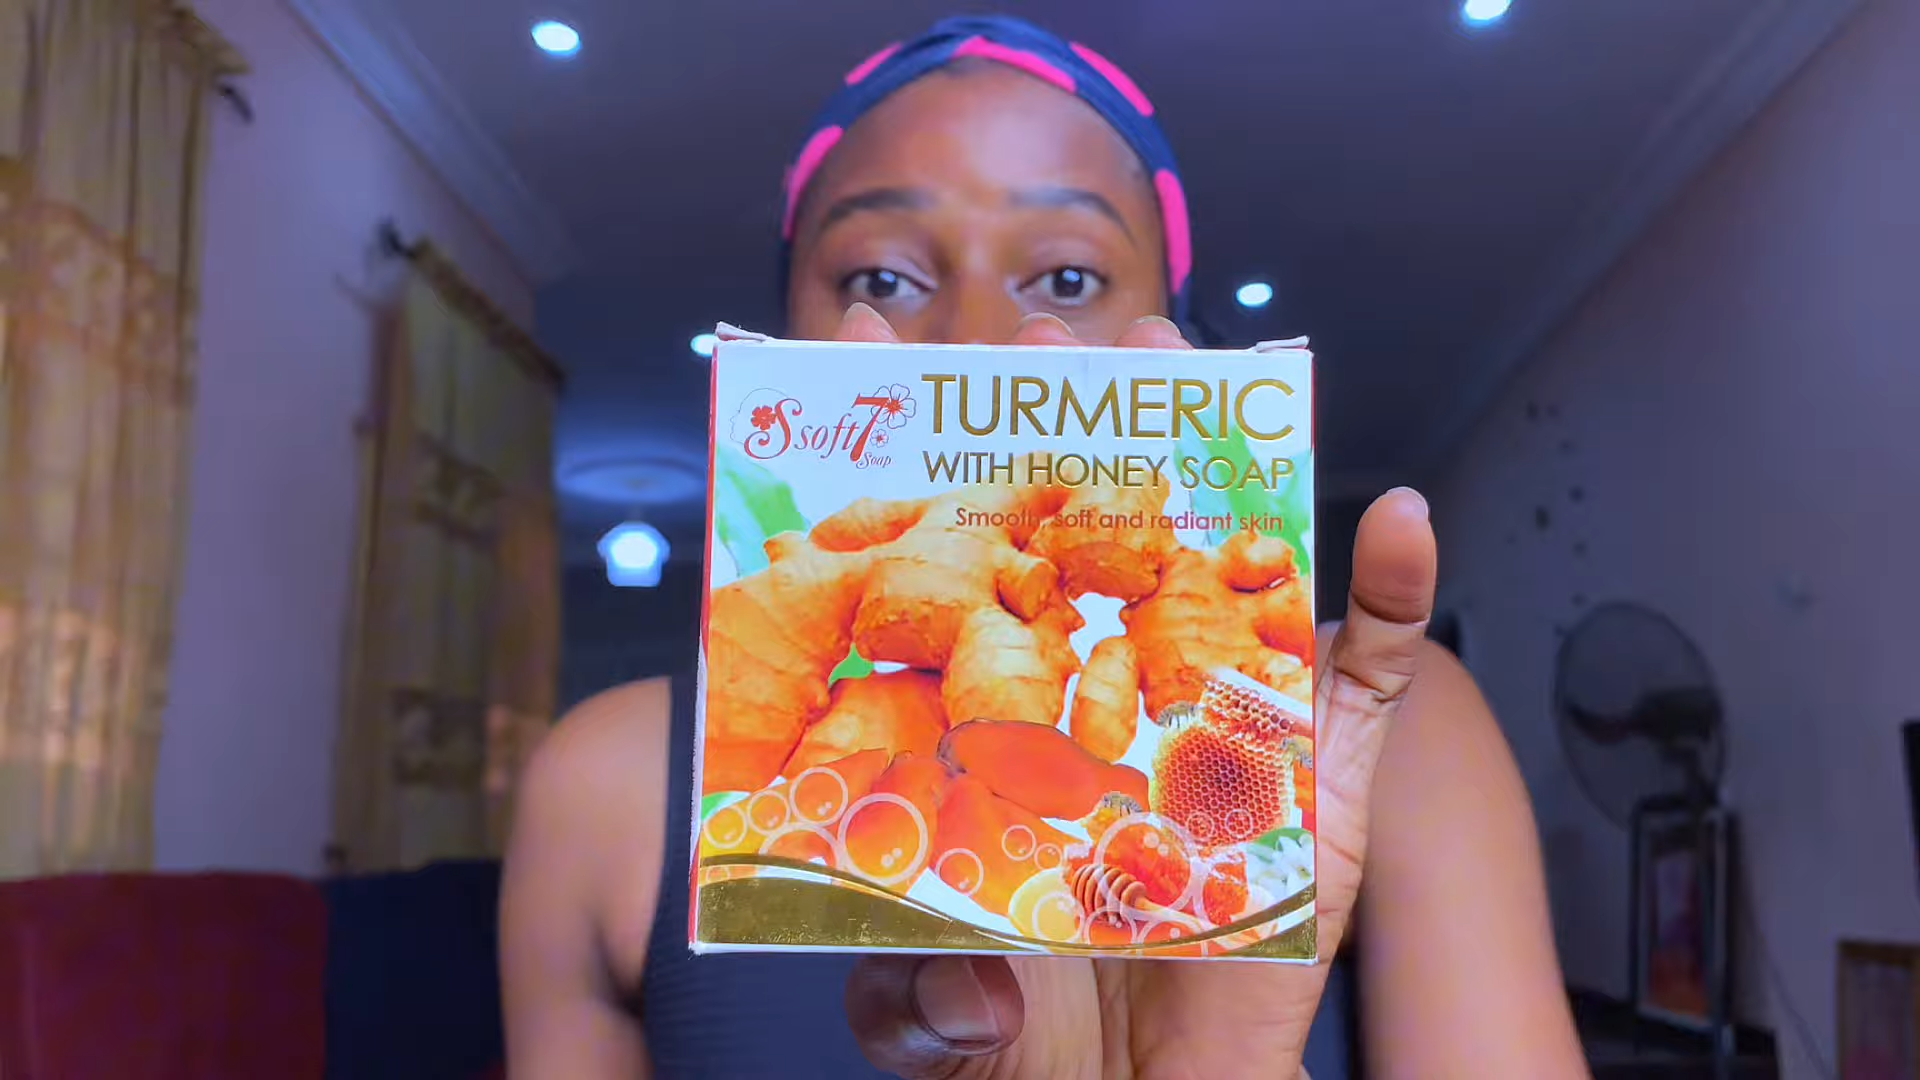 Ssoft7
Soap
TURMERIC
WITH HONEY SOAP
Smooth, soft and radiant skin